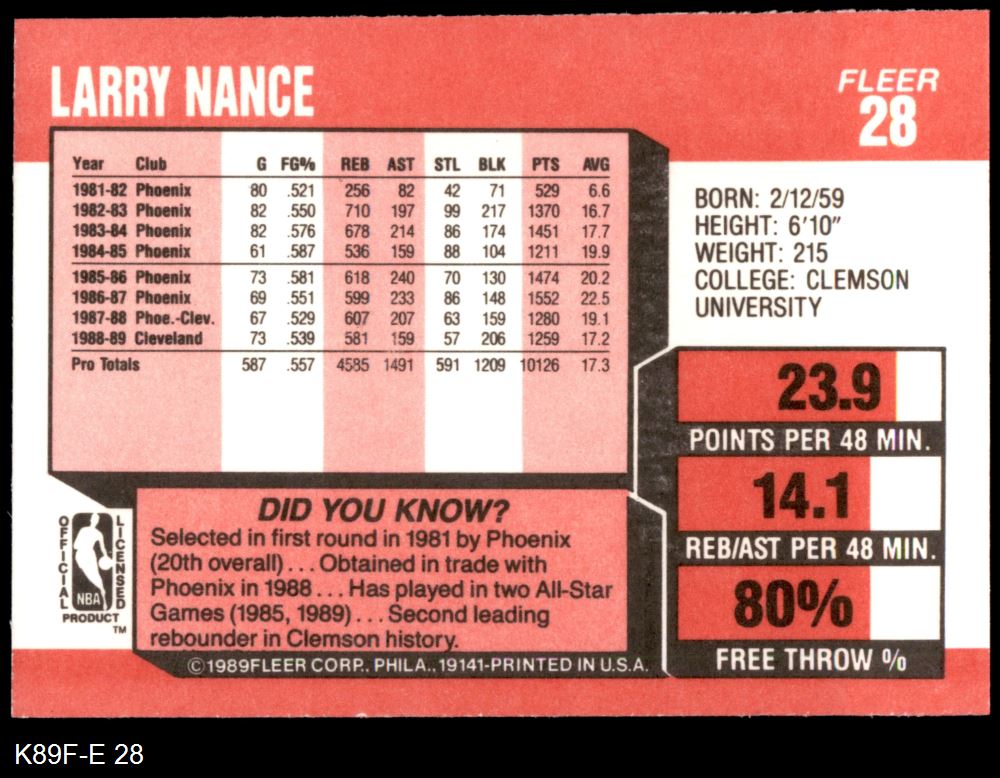 LARRY NANCE
FLEER
28
Year Club G FG% REB AST STL BLK PTS AVG
1981-82 Phoenix 80 .521 256 82 42 71 529 6.6
1982-83 Phoenix 82 .550 710 197 99 217 1370 16.7
1983-84 Phoenix 82 .576 678 214 86 174 1451 17.7
1984-85 Phoenix 61 .587 536 159 88 104 1211 19.9
1985-86 Phoenix 73 .581 618 240 70 130 1474 20.2
1986-87 Phoenix 69 .551 599 233 86 148 1552 22.5
1987-88 Phoe.-Clev. 67 .529 607 207 63 159 1280 19.1
1988-89 Cleveland 73 .539 581 159 57 206 1259 17.2
Pro Totals 587 .557 4585 1491 591 1209 10126 17.3
BORN: 2/12/59
HEIGHT: 6'10"
WEIGHT: 215
COLLEGE: CLEMSON
UNIVERSITY
23.9
POINTS PER 48 MIN.
14.1
REB/AST PER 48 MIN.
80%
FREE THROW %
OFFICIAL
LICENSED
NBA
PRODUCT
TM
DID YOU KNOW?
Selected in first round in 1981 by Phoenix
(20th overall) . . . Obtained in trade with
Phoenix in 1988 . . . Has played in two All-Star
Games (1985, 1989) . . . Second leading
rebounder in Clemson history.
©1989FLEER CORP., PHILA., 19141-PRINTED IN U.S.A.
K89F-E 28